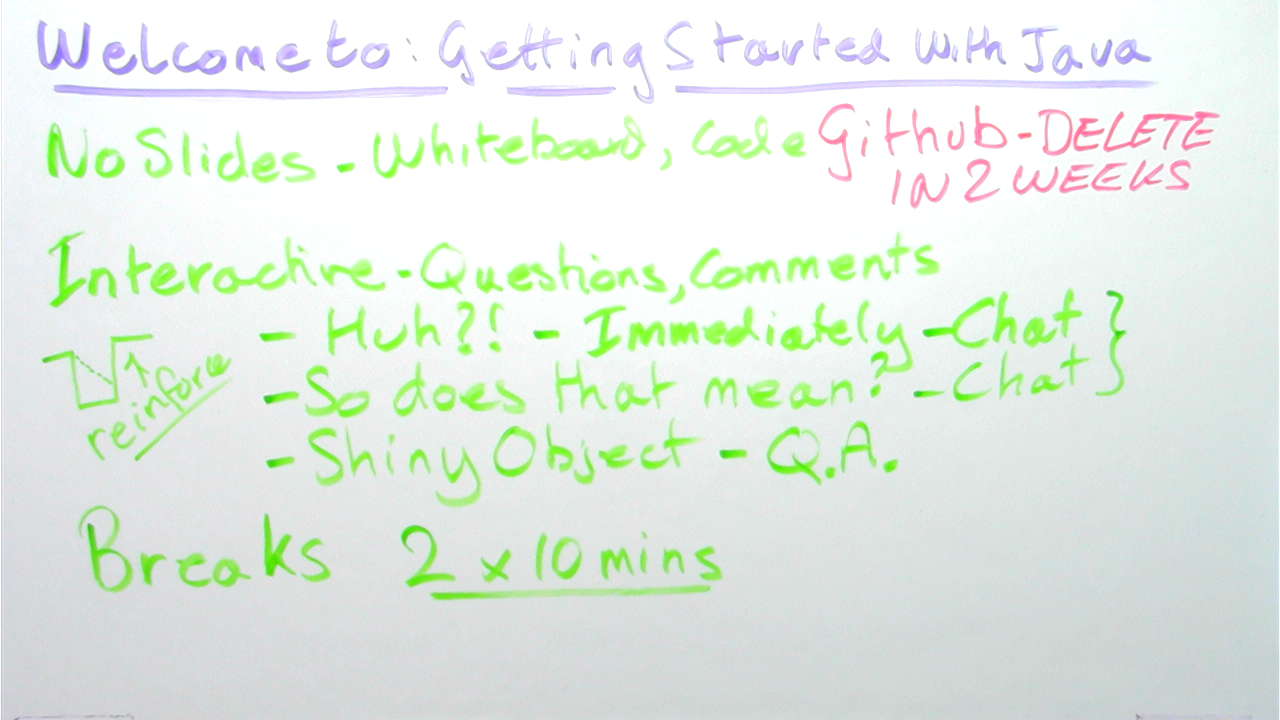 Welcome to: Getting Started With Java
No Slides - Whiteboard, Code Github - DELETE
IN 2 WEEKS
Interactive - Questions, Comments
- Huh?! - Immediately - Chat }
- So does that mean? - Chat }
reinforce
- Shiny Object - Q.A.
Breaks 2 x 10 mins